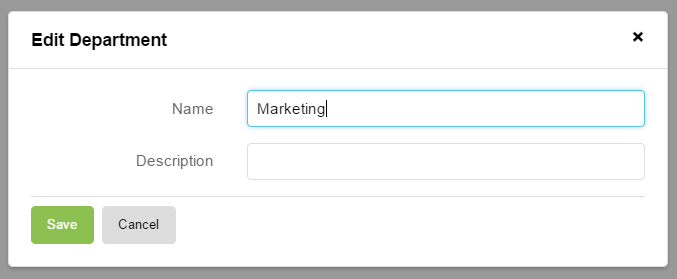 Edit Department ×
Name
Marketing
Description
Save
Cancel